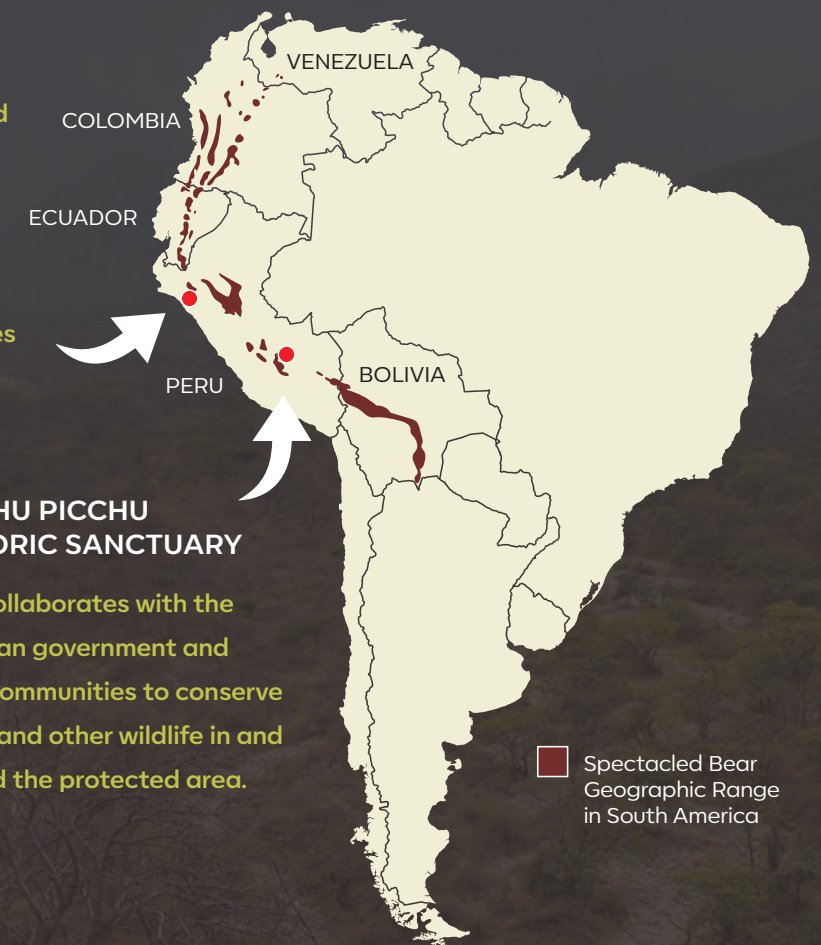 VENEZUELA
COLOMBIA
ECUADOR
PERU
BOLIVIA
HU PICCHU
ORIC SANCTUARY
ollaborates with the
an government and
ommunities to conserve
and other wildlife in and
d the protected area.
Spectacled Bear
Geographic Range
in South America